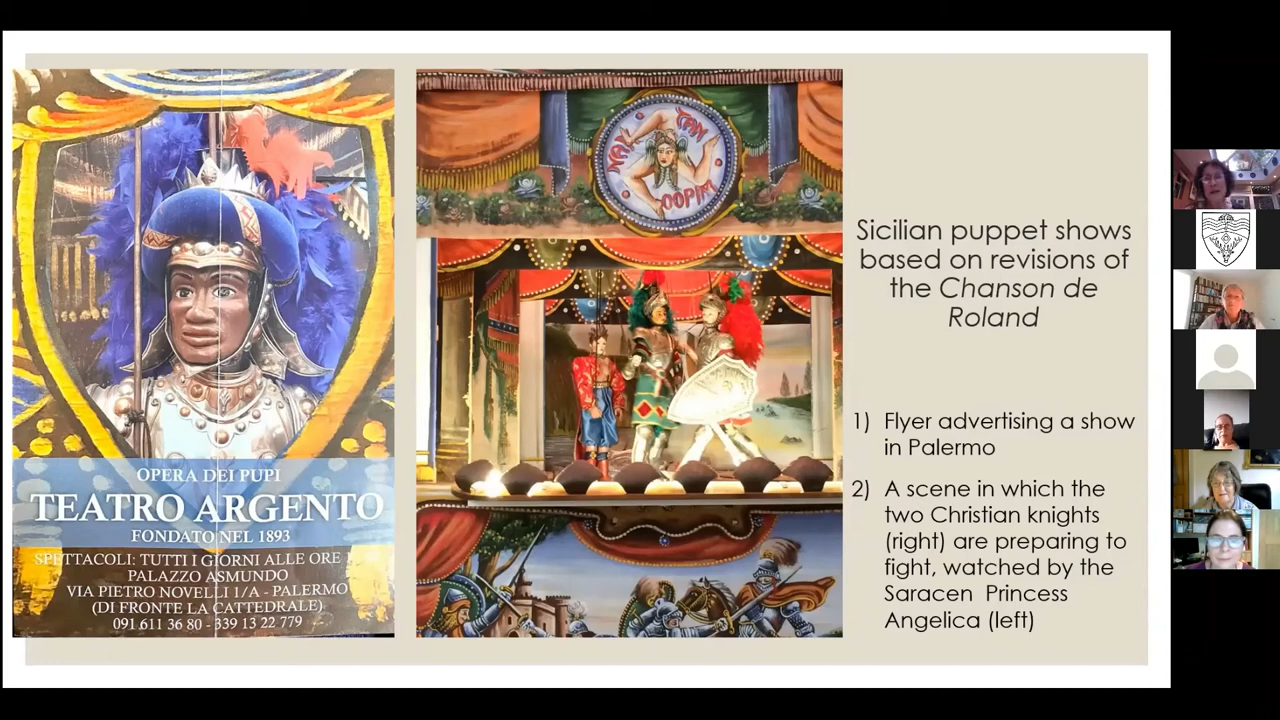 OPERA DEI PUPI
TEATRO ARGENTO
FONDATO NEL 1893
SPETTACOLI: TUTTI I GIORNI ALLE ORE
PALAZZO ASMUNDO
VIA PIETRO NOVELLI 1/A - PALERMO
(DI FRONTE LA CATTEDRALE)
091 611 36 80 - 339 13 22 779
Sicilian puppet shows
based on revisions of
the Chanson de
Roland
1) Flyer advertising a show
in Palermo
2) A scene in which the
two Christian knights
(right) are preparing to
fight, watched by the
Saracen Princess
Angelica (left)